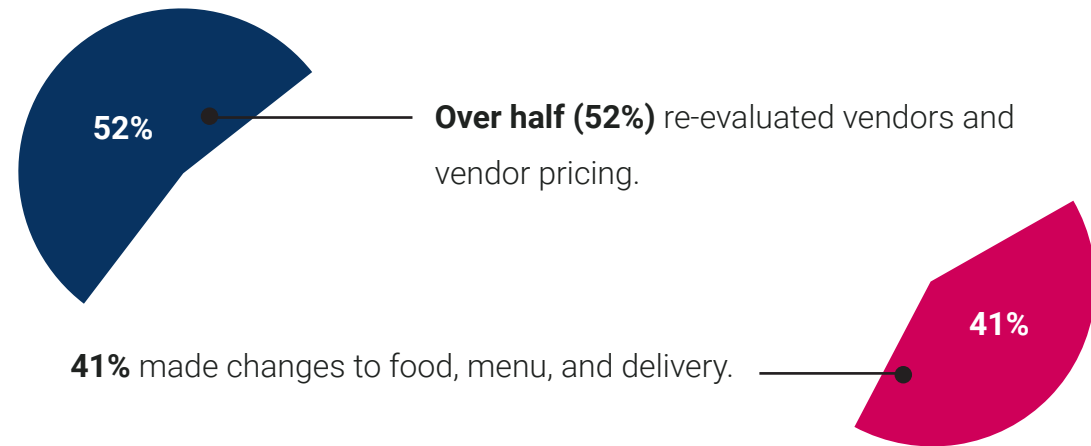 52%
Over half (52%) re-evaluated vendors and
vendor pricing.
41%
41% made changes to food, menu, and delivery.